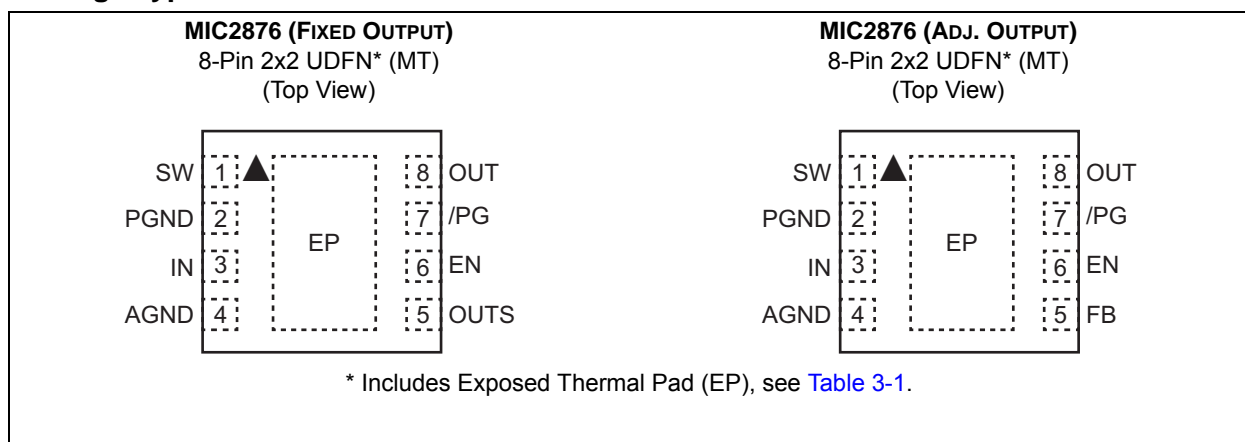 MIC2876 (FIXED OUTPUT)
8-Pin 2x2 UDFN* (MT)
(Top View)
SW 1 8 OUT
PGND 2 7 /PG
EP
IN 3 6 EN
AGND 4 5 OUTS
MIC2876 (ADJ. OUTPUT)
8-Pin 2x2 UDFN* (MT)
(Top View)
SW 1 8 OUT
PGND 2 7 /PG
EP
IN 3 6 EN
AGND 4 5 FB
* Includes Exposed Thermal Pad (EP), see Table 3-1.